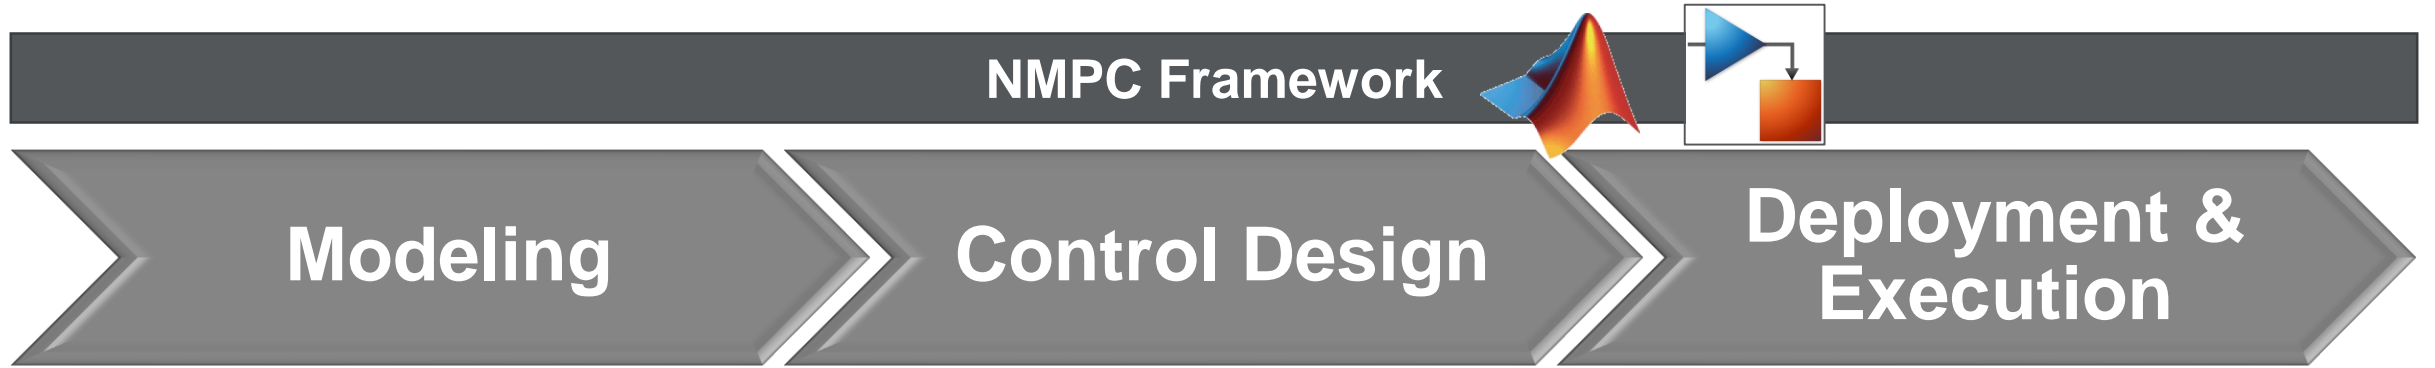 NMPC Framework
Modeling
Control Design
Deployment &
Execution